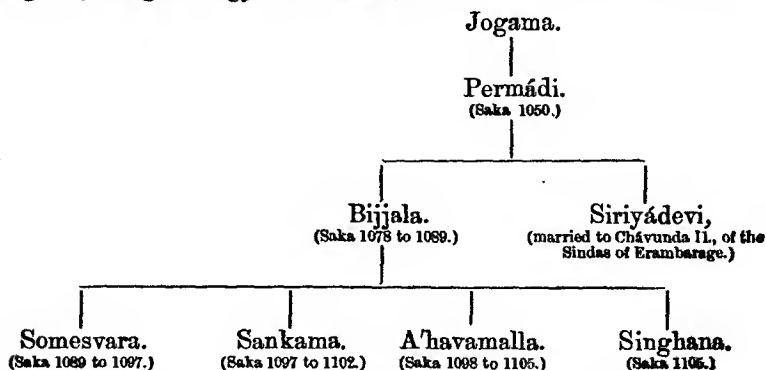 Jogama.
Permádi.
(Saka 1050.)
Bijjala.
(Saka 1078 to 1089.)
Siriyádevi,
(married to Chávunda II., of the
Sindas of Erambarage.)
Somesvara.
(Saka 1089 to 1097.)
Sankama.
(Saka 1097 to 1102.)
A'havamalla.
(Saka 1098 to 1105.)
Singhana.
(Saka 1105.)